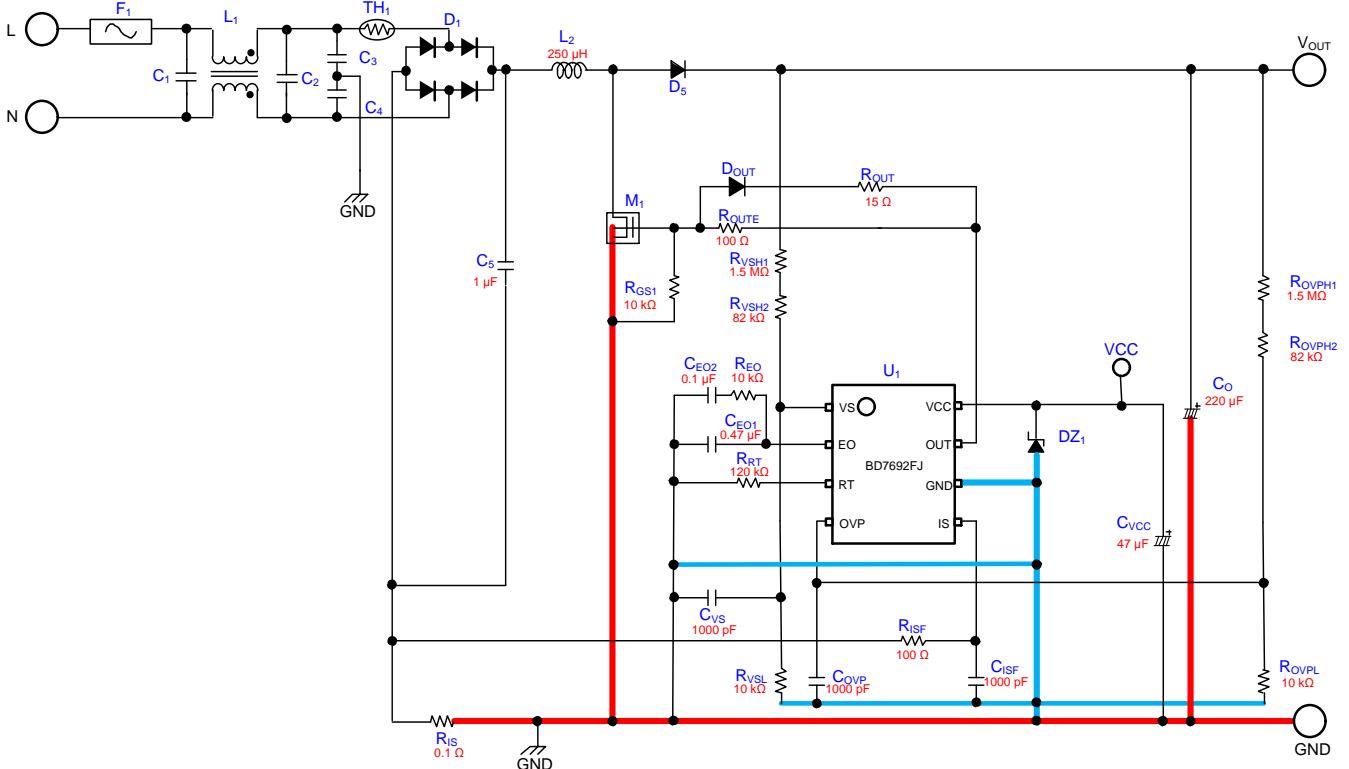 F1
L1
TH1
D1
L
L2
250 µH
VOUT
C3
C1
C2
D5
C4
N
DOUT
ROUT
15 Ω
GND
M1
ROUTE
100 Ω
C5
1 µF
RVSH1
1.5 MΩ
RGS1
10 kΩ
ROVPH1
1.5 MΩ
RVSH2
82 kΩ
ROVPH2
82 kΩ
VCC
CEO2
0.1 µF
REO
10 kΩ
U1
CO
220 µF
VS
VCC
CEO1
0.47 µF
EO
OUT
DZ1
RRT
120 kΩ
BD7692FJ
RT
GND
OVP
IS
CVCC
47 µF
CVS
1000 pF
RISF
100 Ω
RVSL
10 kΩ
COVP
1000 pF
CISF
1000 pF
ROVPL
10 kΩ
RIS
0.1 Ω
GND
GND